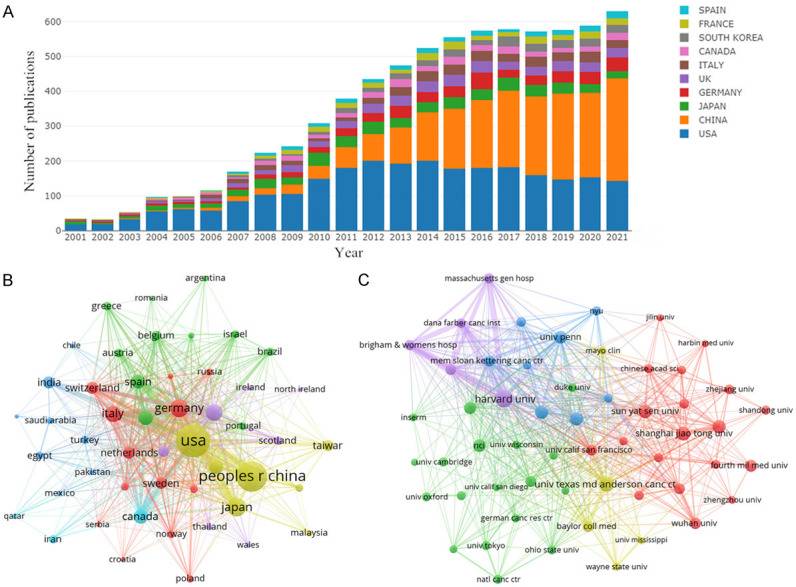 A
Number of publications
600
500
400
300
200
100
0
2001 2002 2003 2004 2005 2006 2007 2008 2009 2010 2011 2012 2013 2014 2015 2016 2017 2018 2019 2020 2021
Year
SPAIN
FRANCE
SOUTH KOREA
CANADA
ITALY
UK
GERMANY
JAPAN
CHINA
USA
B
argentina
romania
greece
chile
belgium
israel
austria
brazil
russia
india
switzerland
spain
ireland
north ireland
italy
germany
saudi arabia
portugal
usa
scotland
turkey
taiwan
egypt
netherlands
pakistan
peoples r china
sweden
mexico
qatar
canada
japan
serbia
thailand
iran
norway
malaysia
wales
croatia
poland
C
massachusetts gen hosp
nyu
jilin univ
dana farber canc inst
univ penn
brigham & womens hosp
harbin med univ
mayo clin
mem sloan kettering canc ctr
chinese acad sci
duke univ
zhejiang univ
harvard univ
inserm
sun yat sen univ
shandong univ
shanghai jiao tong univ
nci
univ wisconsin
univ calif san francisco
univ cambridge
fourth mil med univ
univ calif san diego
univ texas md anderson canc ct
univ oxford
zhengzhou univ
german canc res ctr
baylor coll med
wuhan univ
univ mississippi
univ tokyo
ohio state univ
wayne state univ
natl canc ctr